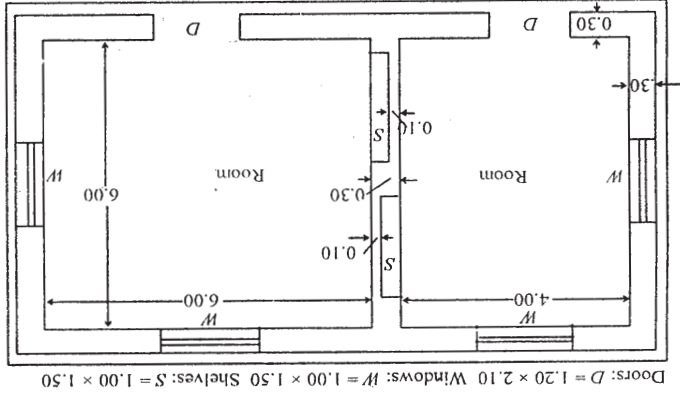 Doors: D = 1.20 × 2.10 Windows: W = 1.00 × 1.50 Shelves: S = 1.00 × 1.50
W
W
4.00
6.00
S
0.10
0.30
6.00
W
Room
Room
W
S
0.10
.30
0.30
D
D